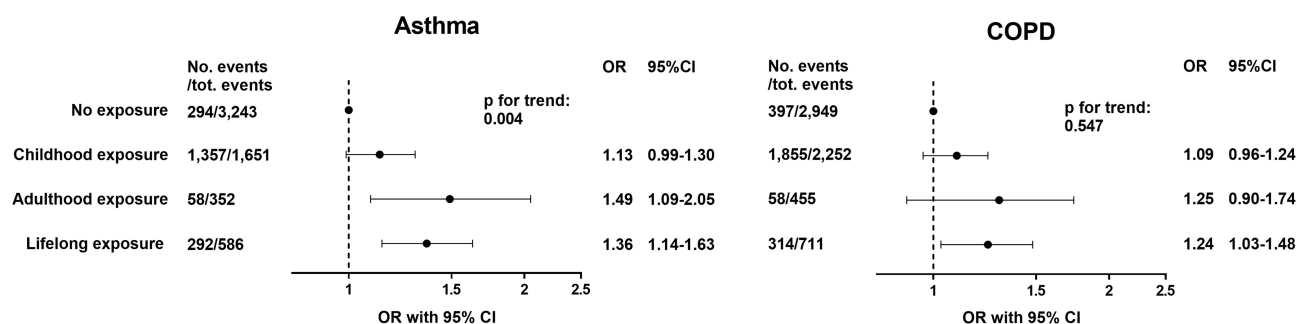 Asthma
COPD
No. events
/tot. events
OR 95%CI
No. events
/tot. events
OR 95%CI
No exposure 294/3,243
p for trend:
0.004
397/2,949
p for trend:
0.547
Childhood exposure 1,357/1,651 1.13 0.99-1.30 1,855/2,252 1.09 0.96-1.24
Adulthood exposure 58/352 1.49 1.09-2.05 58/455 1.25 0.90-1.74
Lifelong exposure 292/586 1.36 1.14-1.63 314/711 1.24 1.03-1.48
1 1.5 2 2.5 1 1.5 2 2.5
OR with 95% CI OR with 95% CI